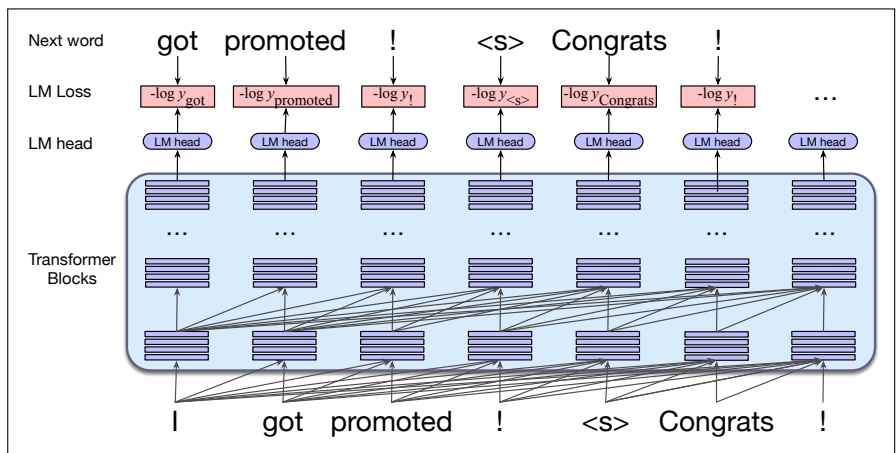 Next word got promoted ! <s> Congrats !
LM Loss -log y_got -log y_promoted -log y_! -log y_<s> -log y_Congrats -log y_! ...
LM head LM head LM head LM head LM head LM head LM head LM head
... ... ... ... ... ... ...
Transformer
Blocks
I got promoted ! <s> Congrats !